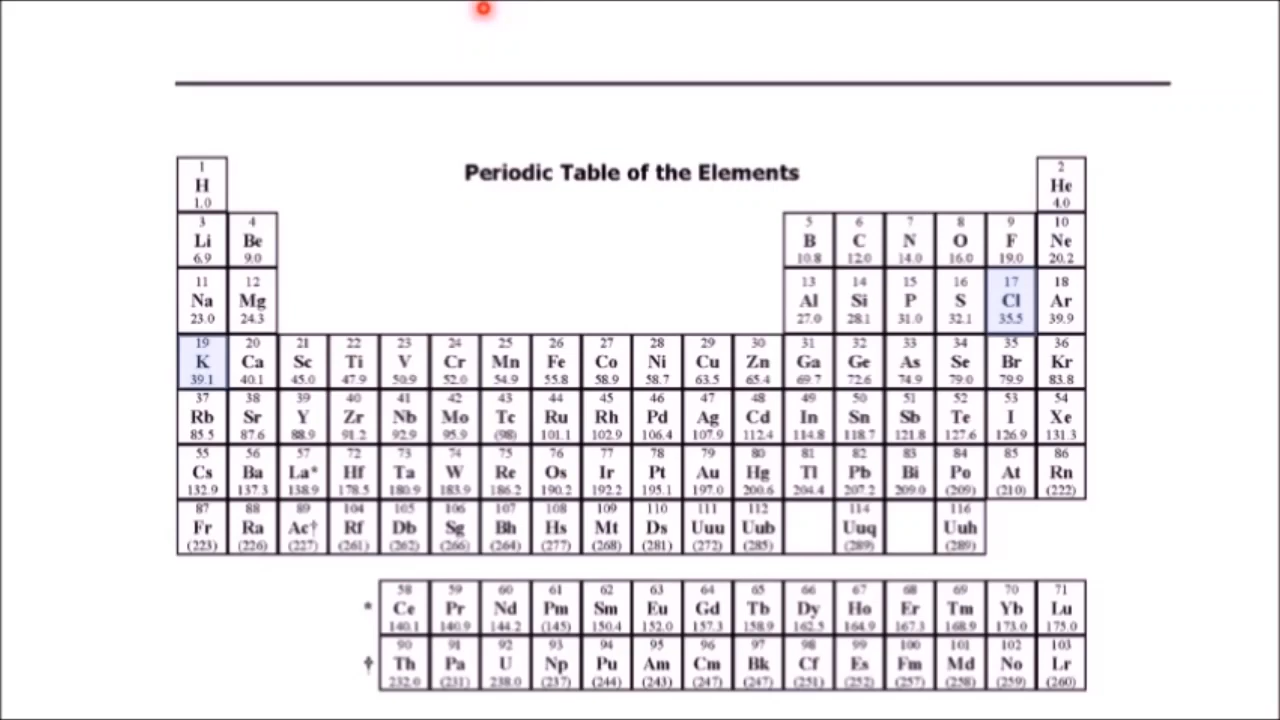 Periodic Table of the Elements
1 2
H He
1.0 4.0
3 4 5 6 7 8 9 10
Li Be B C N O F Ne
6.9 9.0 10.8 12.0 14.0 16.0 19.0 20.2
11 12 13 14 15 16 17 18
Na Mg Al Si P S Cl Ar
23.0 24.3 27.0 28.1 31.0 32.1 35.5 39.9
19 20 21 22 23 24 25 26 27 28 29 30 31 32 33 34 35 36
K Ca Sc Ti V Cr Mn Fe Co Ni Cu Zn Ga Ge As Se Br Kr
39.1 40.1 45.0 47.9 50.9 52.0 54.9 55.8 58.9 58.7 63.5 65.4 69.7 72.6 74.9 79.0 79.9 83.8
37 38 39 40 41 42 43 44 45 46 47 48 49 50 51 52 53 54
Rb Sr Y Zr Nb Mo Tc Ru Rh Pd Ag Cd In Sn Sb Te I Xe
85.5 87.6 88.9 91.2 92.9 95.9 (98) 101.1 102.9 106.4 107.9 112.4 114.8 118.7 121.8 127.6 126.9 131.3
55 56 57 72 73 74 75 76 77 78 79 80 81 82 83 84 85 86
Cs Ba La* Hf Ta W Re Os Ir Pt Au Hg Tl Pb Bi Po At Rn
132.9 137.3 138.9 178.5 180.9 183.9 186.2 190.2 192.2 195.1 197.0 200.6 204.4 207.2 209.0 (209) (210) (222)
87 88 89 104 105 106 107 108 109 110 111 112 114 116
Fr Ra Ac† Rf Db Sg Bh Hs Mt Ds Uuu Uub Uuq Uuh
(223) (226) (227) (261) (262) (266) (264) (277) (268) (281) (272) (285) (289) (289)
58 59 60 61 62 63 64 65 66 67 68 69 70 71
* Ce Pr Nd Pm Sm Eu Gd Tb Dy Ho Er Tm Yb Lu
140.1 140.9 144.2 (145) 150.4 152.0 157.3 158.9 162.5 164.9 167.3 168.9 173.0 175.0
90 91 92 93 94 95 96 97 98 99 100 101 102 103
† Th Pa U Np Pu Am Cm Bk Cf Es Fm Md No Lr
232.0 (231) 238.0 (237) (244) (243) (247) (247) (251) (252) (257) (258) (259) (260)